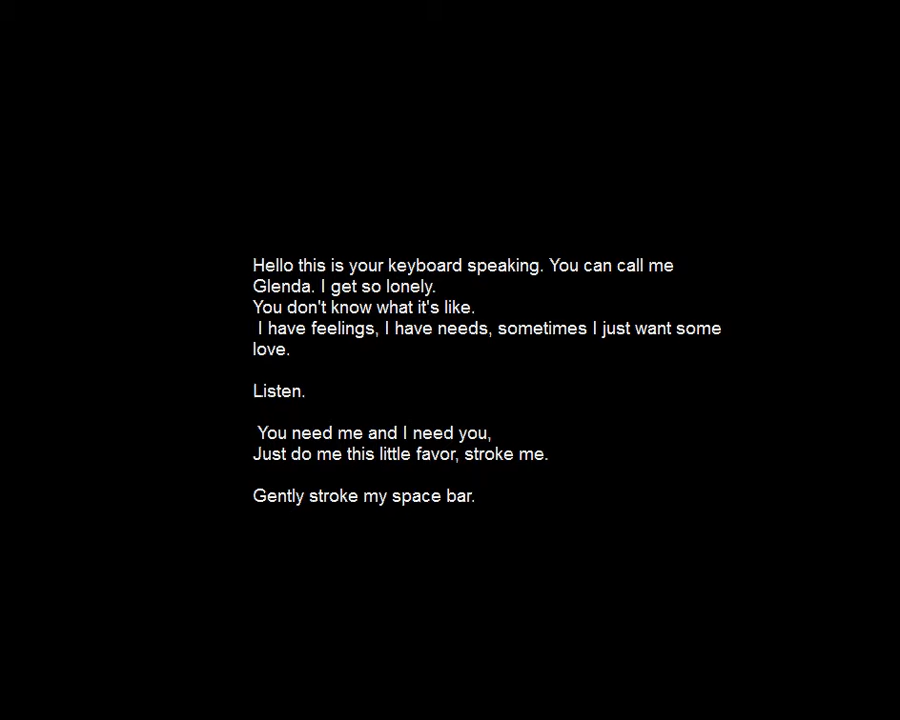 Hello this is your keyboard speaking. You can call me
Glenda. I get so lonely.
You don't know what it's like.
I have feelings, I have needs, sometimes I just want some
love.
Listen.
You need me and I need you,
Just do me this little favor, stroke me.
Gently stroke my space bar.